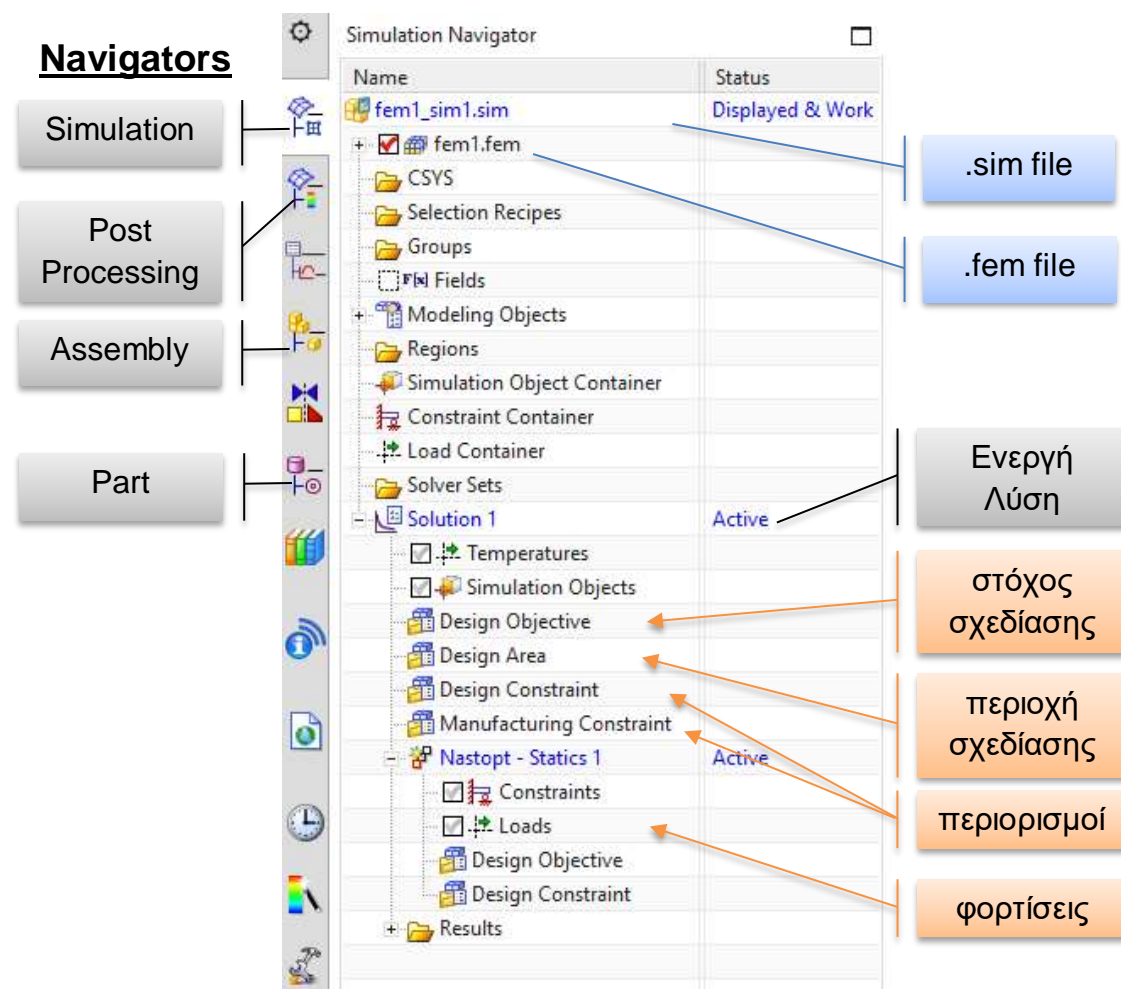 Navigators
Simulation
Post
Processing
Assembly
Part
Simulation Navigator
Name Status
fem1_sim1.sim Displayed & Work
fem1.fem
CSYS
Selection Recipes
Groups
F(x) Fields
Modeling Objects
Regions
Simulation Object Container
Constraint Container
Load Container
Solver Sets
Solution 1 Active
Temperatures
Simulation Objects
Design Objective
Design Area
Design Constraint
Manufacturing Constraint
Nastopt - Statics 1 Active
Constraints
Loads
Design Objective
Design Constraint
Results
.sim file
.fem file
Ενεργή
Λύση
στόχος
σχεδίασης
περιοχή
σχεδίασης
περιορισμοί
φορτίσεις